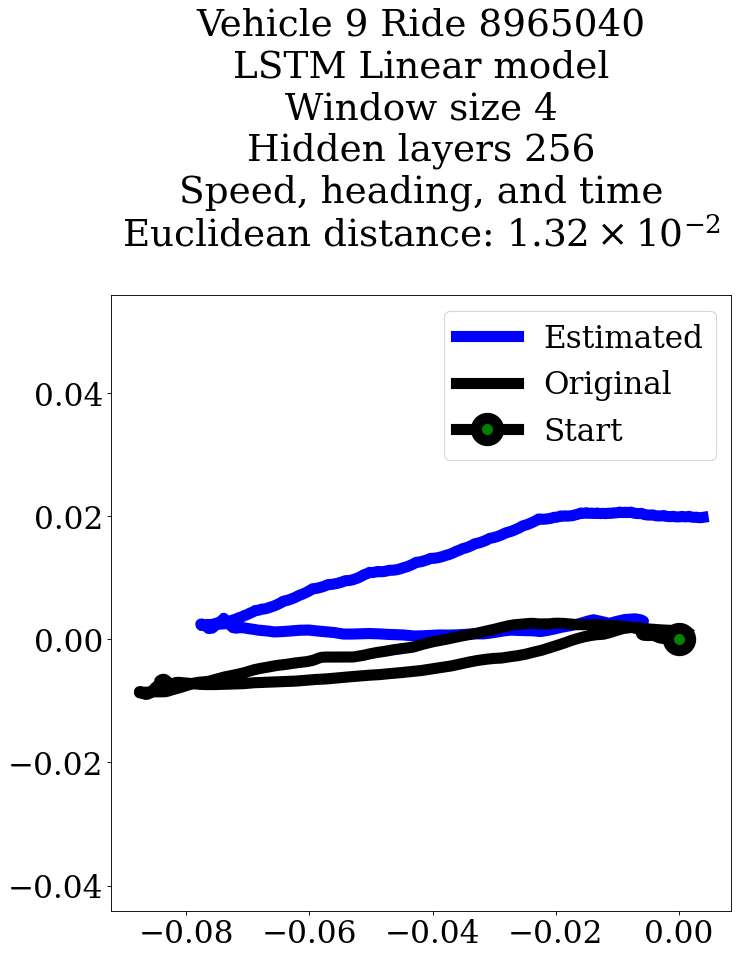 Vehicle 9 Ride 8965040
LSTM Linear model
Window size 4
Hidden layers 256
Speed, heading, and time
Euclidean distance: 1.32 × 10⁻²
Estimated
Original
Start
0.04
0.02
0.00
−0.02
−0.04
−0.08 −0.06 −0.04 −0.02 0.00